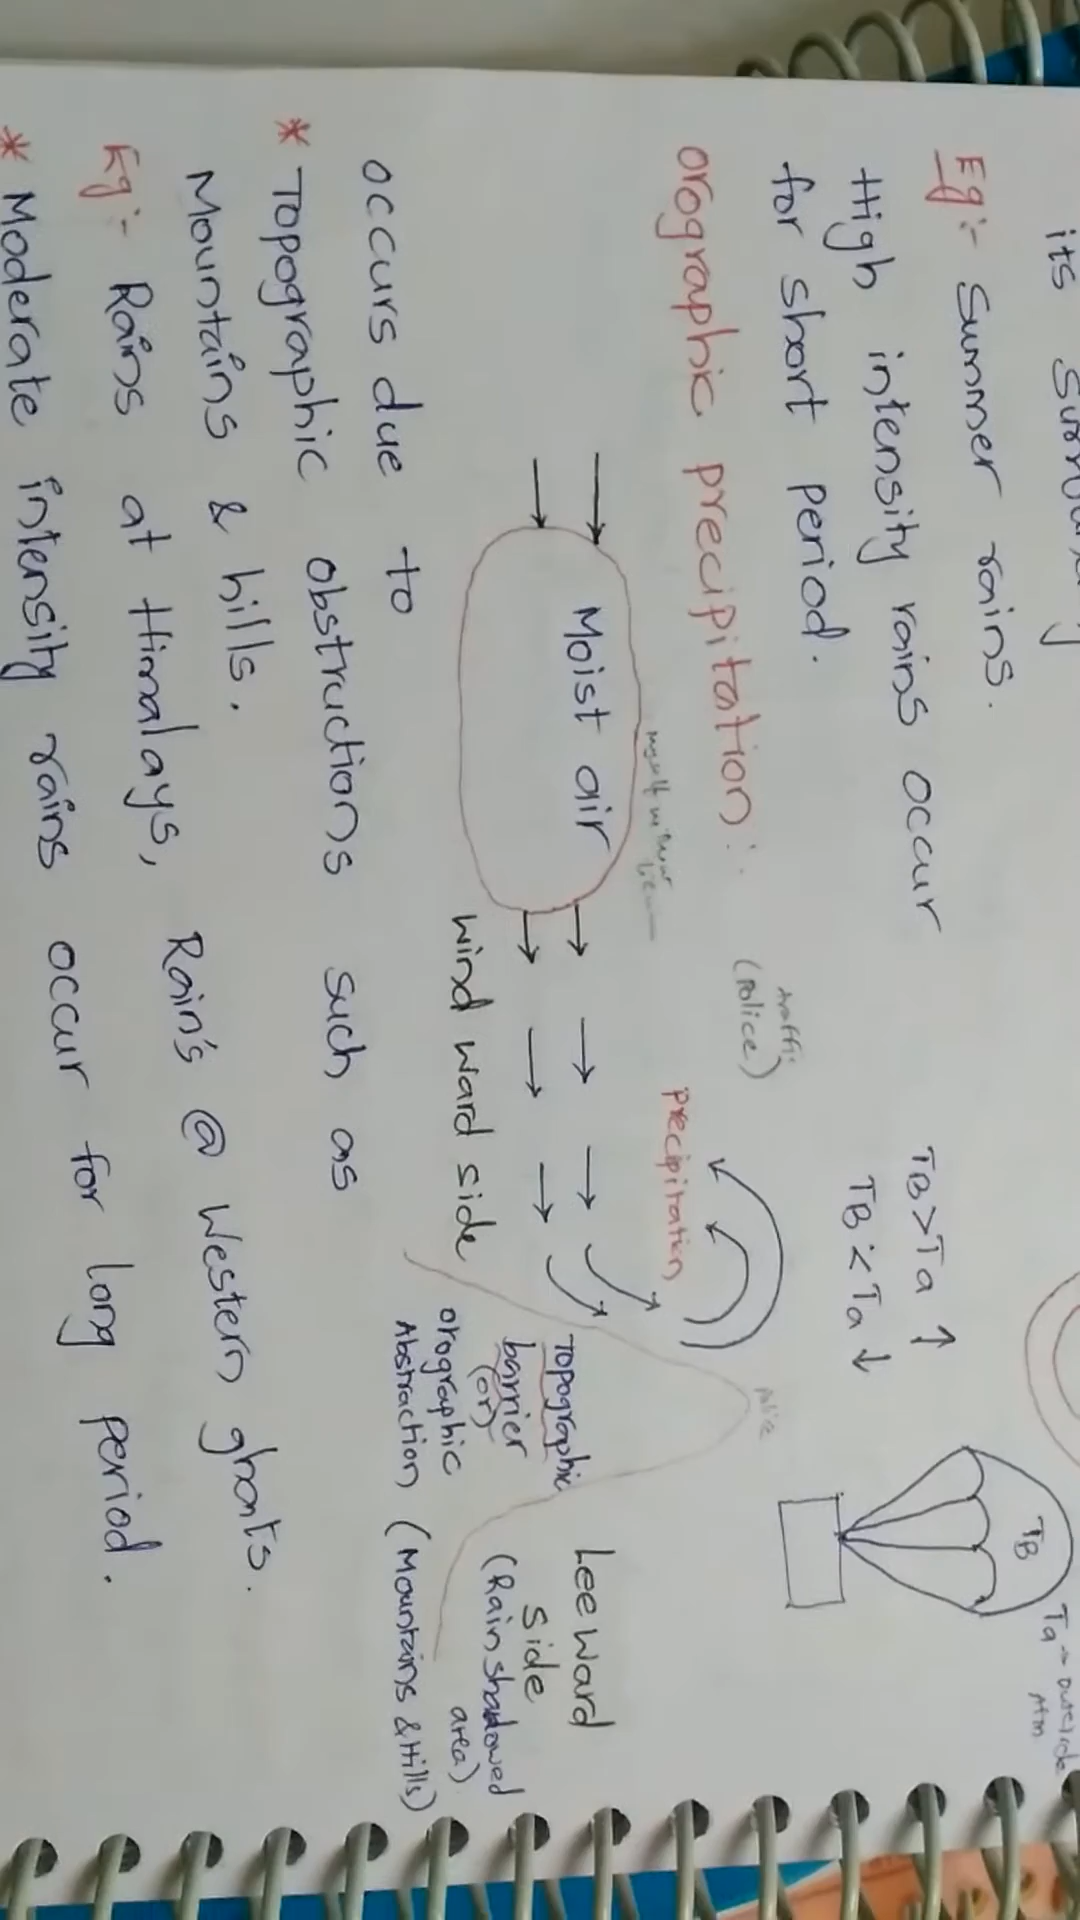 its
Eg:- Summer rains.
High intensity rains occur
for short period.
TB > Ta ↑
TB < Ta ↓
TB
Ta → outside
Atm
orographic precipitation :-
(Police)
Precipitation
Moist air
Wind ward side
Topographic
barrier
(or)
orographic
Abstraction (Mountains & Hills)
Leeward
side
(Rain shadowed
area)
occurs due to
* Topographic obstructions such as
Mountains & hills.
Eg:- Rains at Himalays, Rain's @ Western ghats.
* Moderate intensity rains occur for long period.